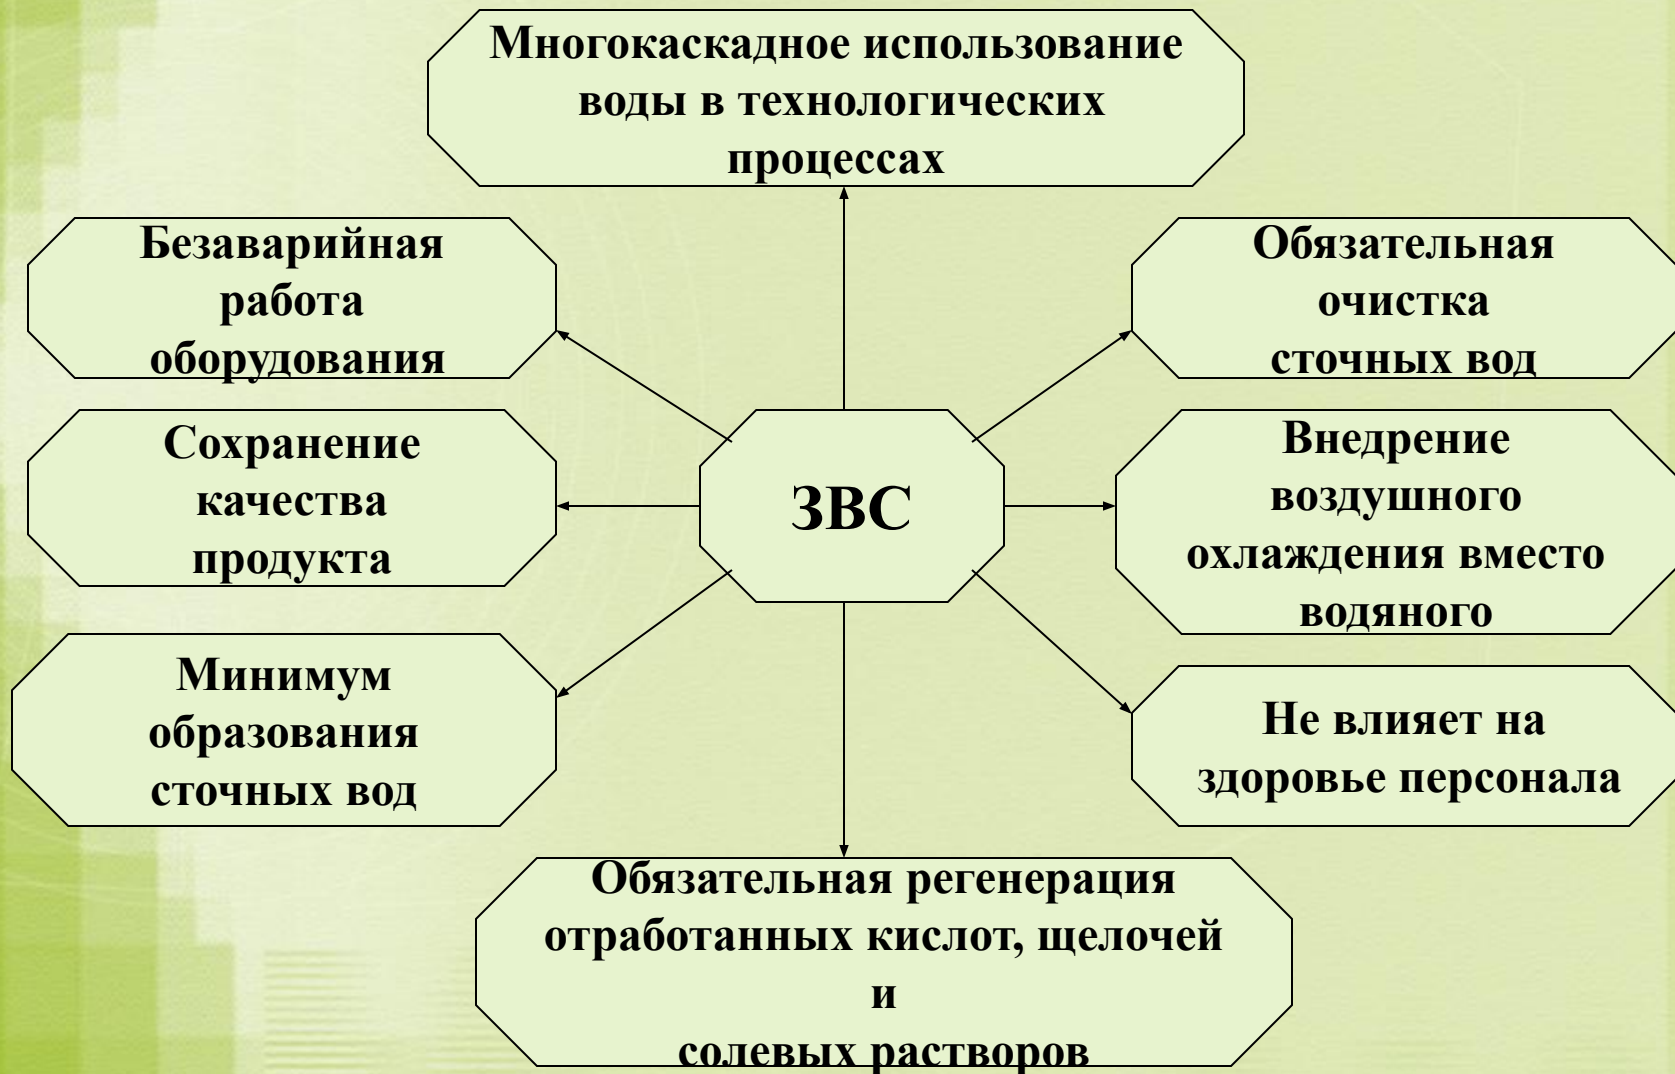 Многокаскадное использование
воды в технологических
процессах
Безаварийная
работа
оборудования
Обязательная
очистка
сточных вод
Сохранение
качества
продукта
ЗВС
Внедрение
воздушного
охлаждения вместо
водяного
Минимум
образования
сточных вод
Не влияет на
здоровье персонала
Обязательная регенерация
отработанных кислот, щелочей
и
солевых растворов